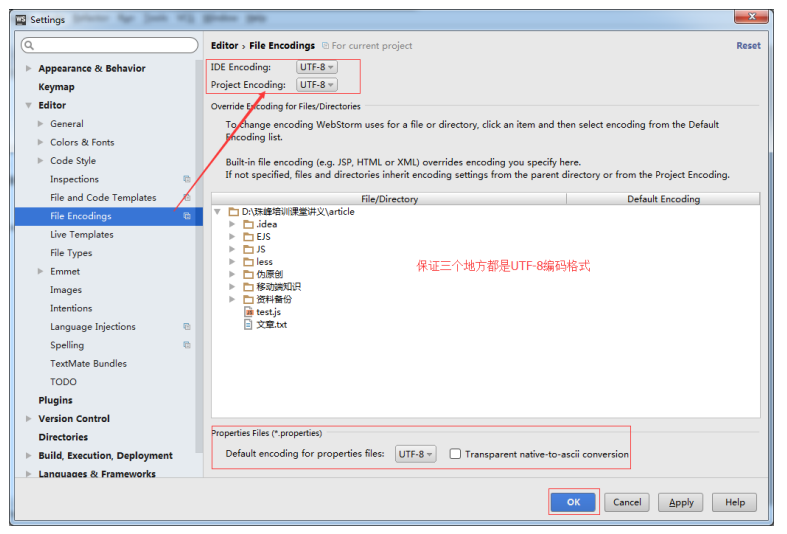 WS Settings
Editor › File Encodings For current project Reset
Appearance & Behavior
Keymap
Editor
General
Colors & Fonts
Code Style
Inspections
File and Code Templates
File Encodings
Live Templates
File Types
Emmet
Images
Intentions
Language Injections
Spelling
TextMate Bundles
TODO
Plugins
Version Control
Directories
Build, Execution, Deployment
Languages & Frameworks
IDE Encoding: UTF-8
Project Encoding: UTF-8
Override Encoding for Files/Directories
To change encoding WebStorm uses for a file or directory, click an item and then select encoding from the Default
Encoding list.
Built-in file encoding (e.g. JSP, HTML or XML) overrides encoding you specify here.
If not specified, files and directories inherit encoding settings from the parent directory or from the Project Encoding.
File/Directory Default Encoding
D:\珠峰培训\课堂讲义\article
.idea
EJS
JS
less
伪原创
移动端知识
资料备份
test.js
文章.txt
保证三个地方都是UTF-8编码格式
Properties Files (*.properties)
Default encoding for properties files: UTF-8 Transparent native-to-ascii conversion
OK Cancel Apply Help